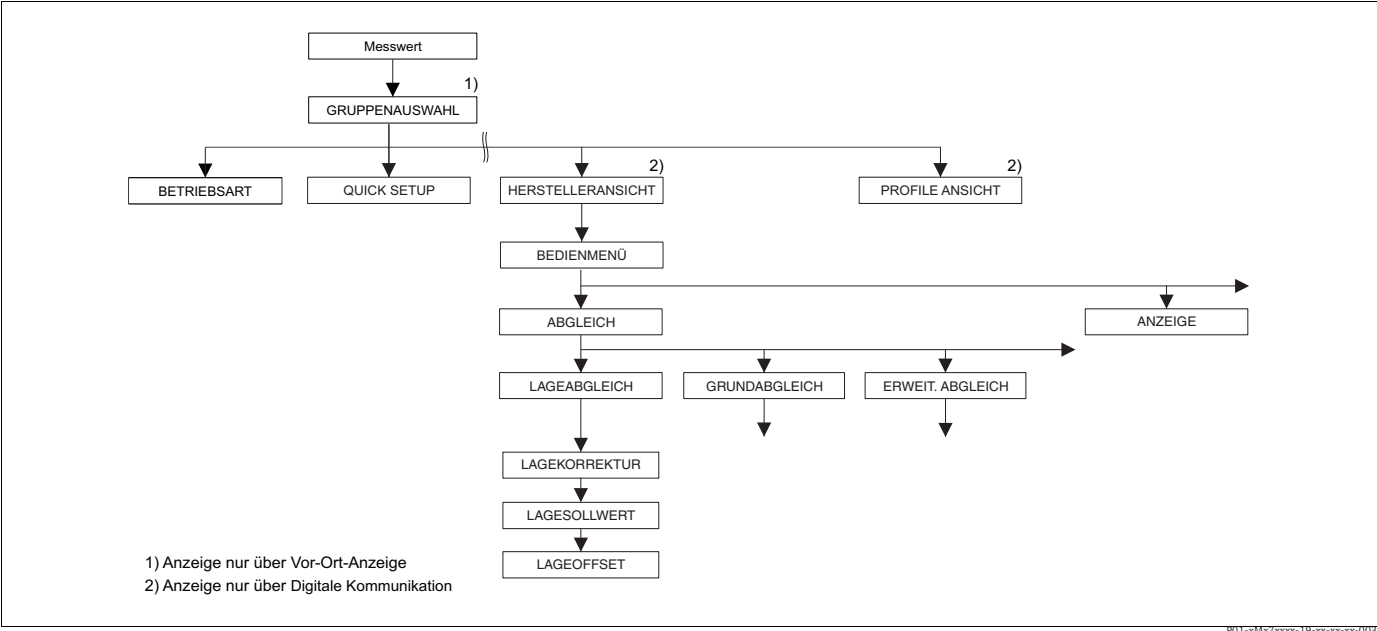 Messwert
1)
GRUPPENAUSWAHL
2)
2)
BETRIEBSART
QUICK SETUP
HERSTELLERANSICHT
PROFILE ANSICHT
BEDIENMENÜ
ABGLEICH
ANZEIGE
LAGEABGLEICH
GRUNDABGLEICH
ERWEIT. ABGLEICH
LAGEKORREKTUR
LAGESOLLWERT
LAGEOFFSET
1) Anzeige nur über Vor-Ort-Anzeige
2) Anzeige nur über Digitale Kommunikation